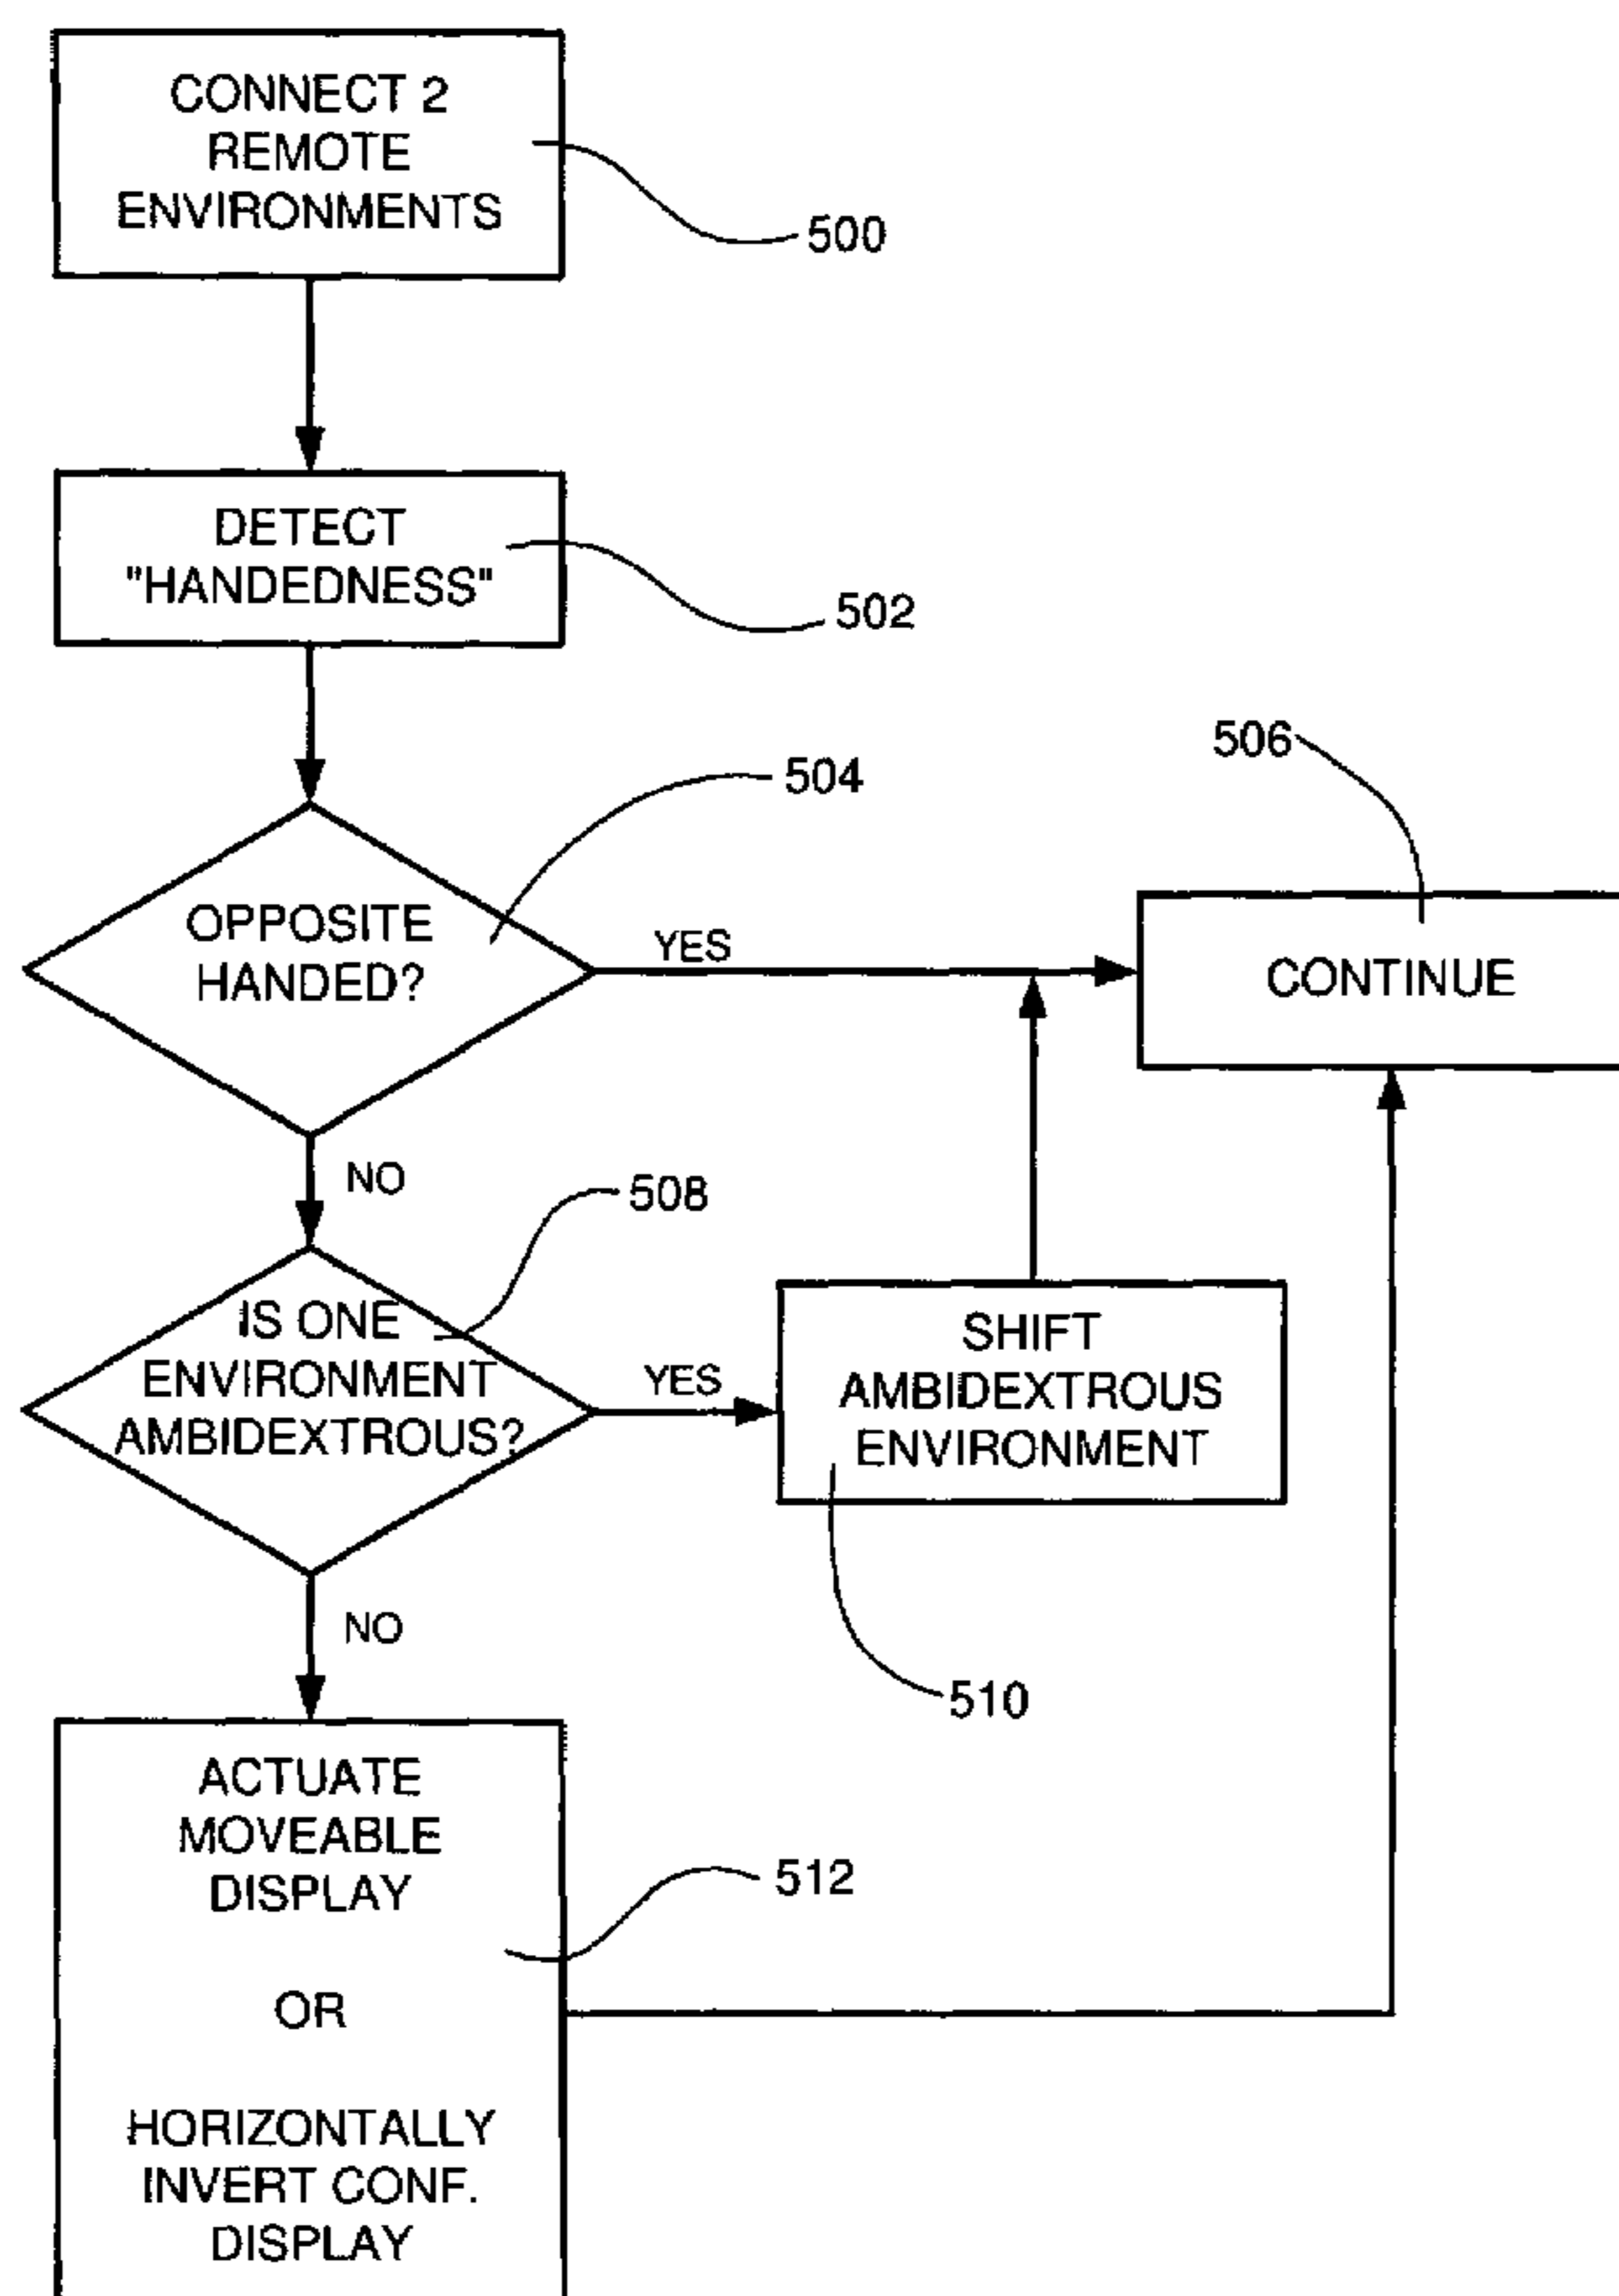 CONNECT 2
REMOTE
ENVIRONMENTS
500
DETECT
"HANDEDNESS"
502
504
506
OPPOSITE
HANDED?
YES
CONTINUE
NO
508
IS ONE
ENVIRONMENT
AMBIDEXTROUS?
YES
SHIFT
AMBIDEXTROUS
ENVIRONMENT
NO
510
ACTUATE
MOVEABLE
DISPLAY
512
OR
HORIZONTALLY
INVERT CONF.
DISPLAY